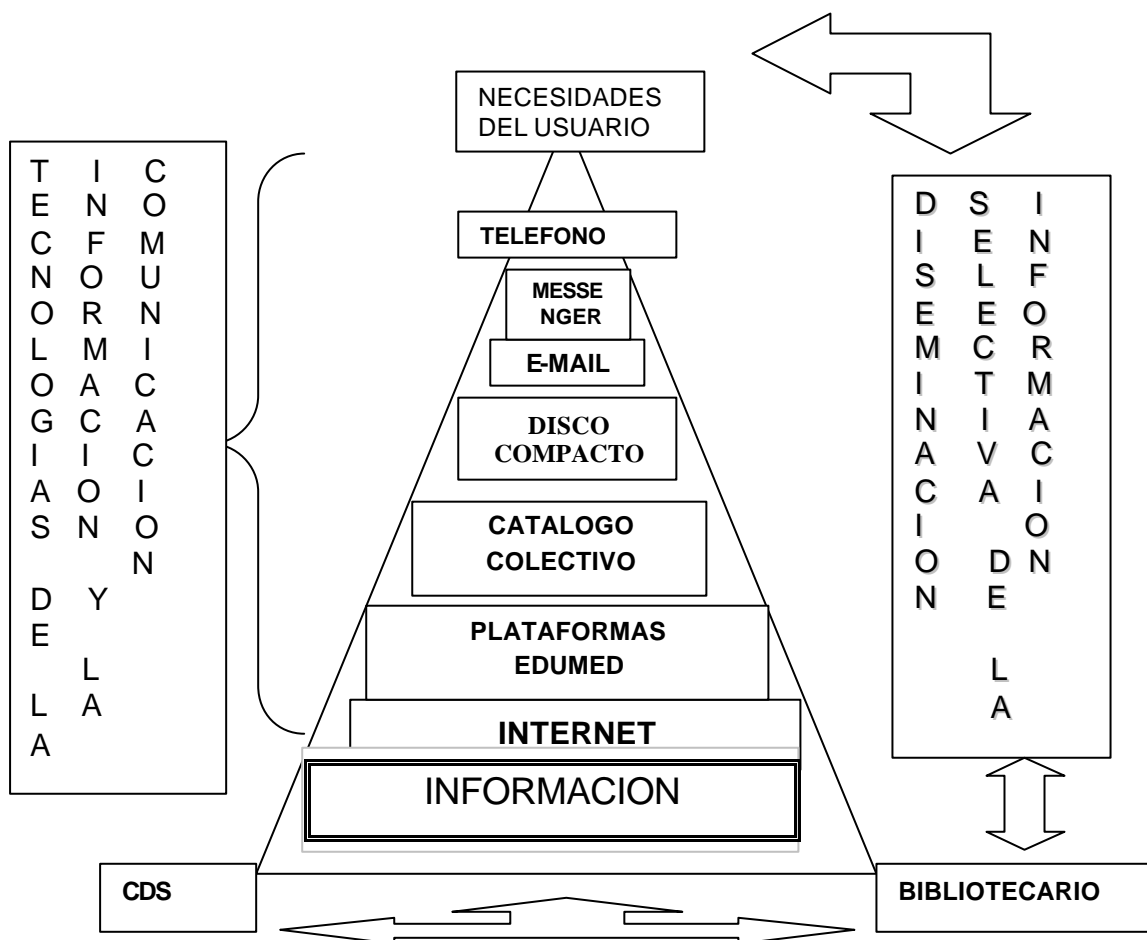 NECESIDADES
DEL USUARIO
TECNOLOGIAS DE LA
INFORMACION Y LA
COMUNICACION
TELEFONO
MESSE
NGER
E-MAIL
DISCO
COMPACTO
CATALOGO
COLECTIVO
PLATAFORMAS
EDUMED
INTERNET
INFORMACION
DISEMINACION
SELECTIVA DE LA
INFORMACION
CDS
BIBLIOTECARIO